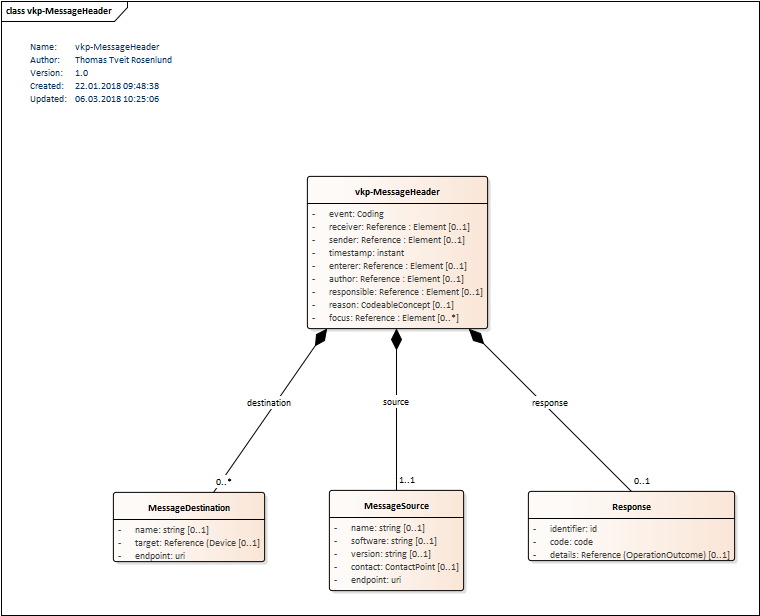 class vkp-MessageHeader
Name: vkp-MessageHeader
Author: Thomas Tveit Rosenlund
Version: 1.0
Created: 22.01.2018 09:48:38
Updated: 06.03.2018 10:25:06
vkp-MessageHeader
- event: Coding
- receiver: Reference : Element [0..1]
- sender: Reference : Element [0..1]
- timestamp: instant
- enterer: Reference : Element [0..1]
- author: Reference : Element [0..1]
- responsible: Reference : Element [0..1]
- reason: CodeableConcept [0..1]
- focus: Reference : Element [0..*]
destination
source
response
0..*
1..1
0..1
MessageDestination
- name: string [0..1]
- target: Reference (Device [0..1]
- endpoint: uri
MessageSource
- name: string [0..1]
- software: string [0..1]
- version: string [0..1]
- contact: ContactPoint [0..1]
- endpoint: uri
Response
- identifier: id
- code: code
- details: Reference (OperationOutcome) [0..1]